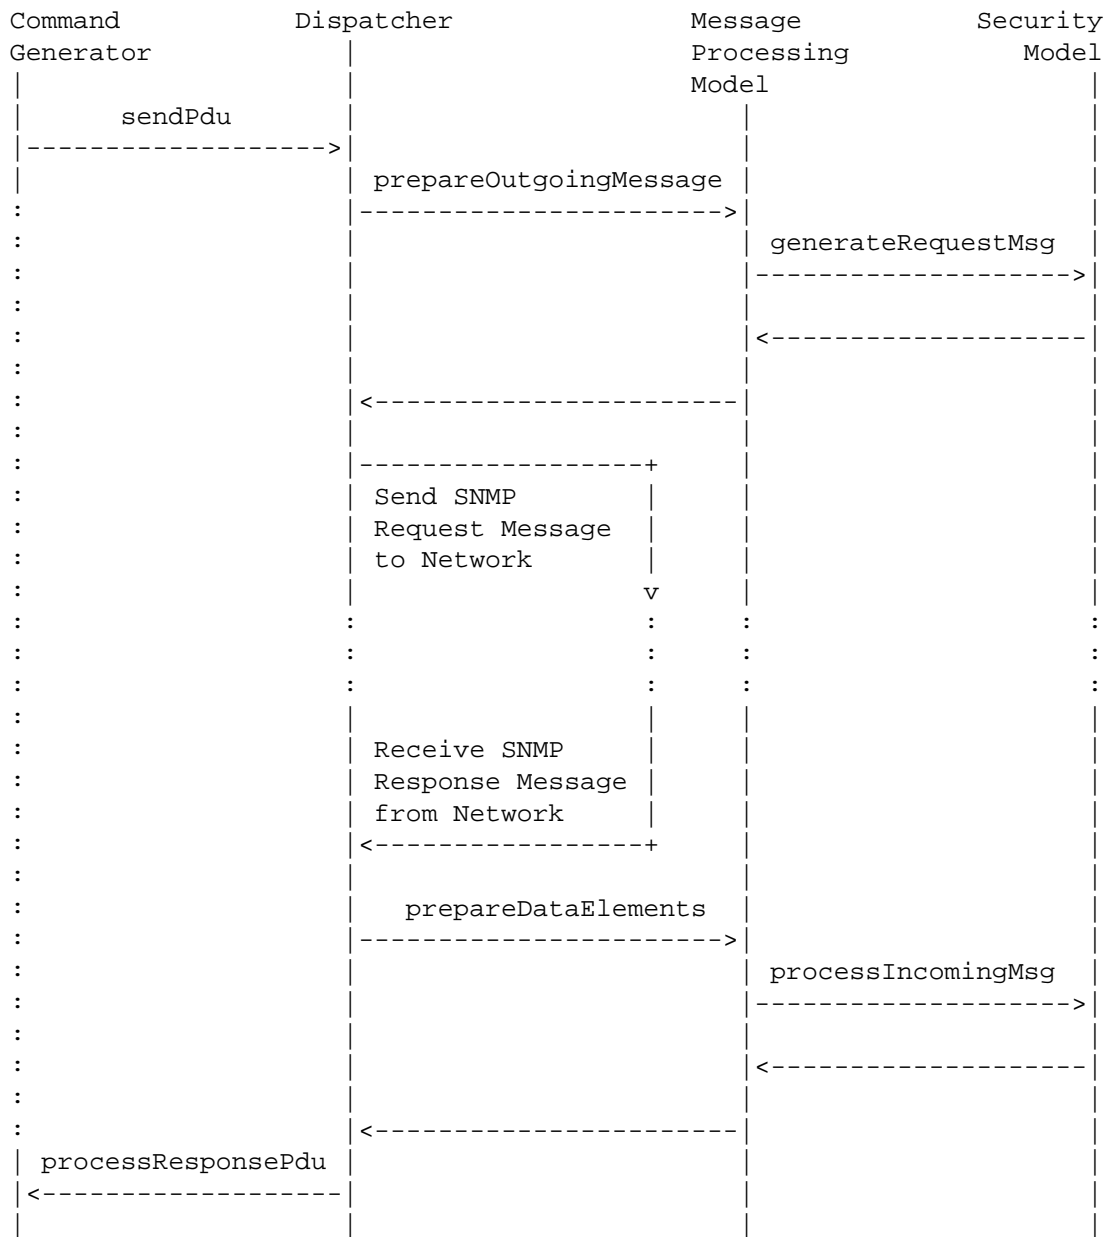 Command Dispatcher Message Security
Generator Processing Model
Model
sendPdu
prepareOutgoingMessage
generateRequestMsg
Send SNMP
Request Message
to Network
v
Receive SNMP
Response Message
from Network
prepareDataElements
processIncomingMsg
processResponsePdu